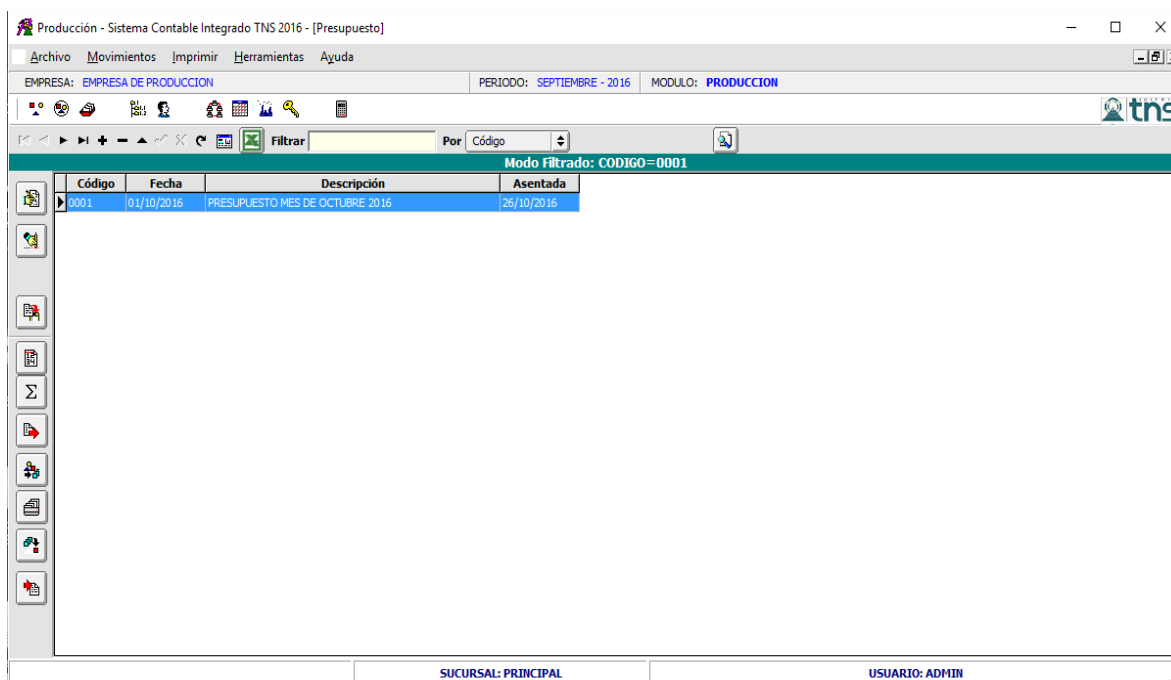 Producción - Sistema Contable Integrado TNS 2016 - [Presupuesto]
Archivo Movimientos Imprimir Herramientas Ayuda
EMPRESA: EMPRESA DE PRODUCCION PERIODO: SEPTIEMBRE - 2016 MODULO: PRODUCCION
tns
Filtrar Por Código
Modo Filtrado: CODIGO=0001
Código Fecha Descripción Asentada
0001 01/10/2016 PRESUPUESTO MES DE OCTUBRE 2016 26/10/2016
Σ
SUCURSAL: PRINCIPAL USUARIO: ADMIN